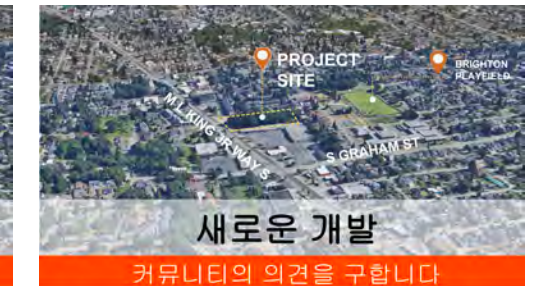 PROJECT
SITE
BRIGHTON
PLAYFIELD
M L KING JR WAY S
S GRAHAM ST
새로운 개발
커뮤니티의 의견을 구합니다